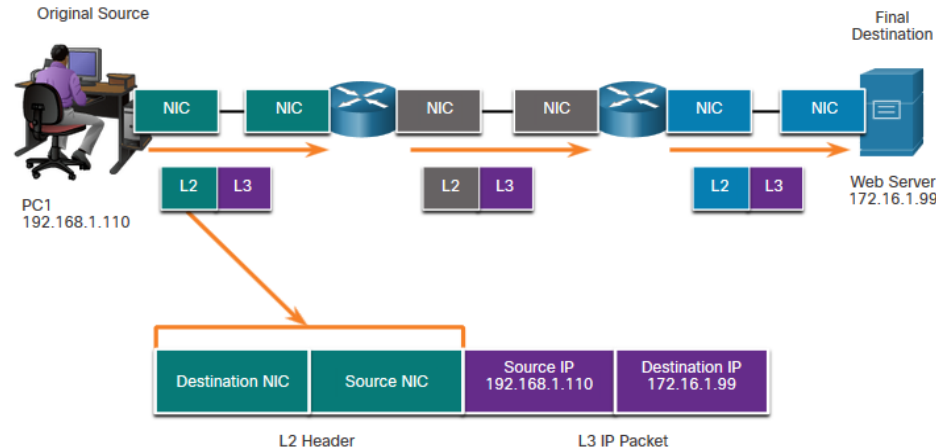 Original Source
Final
Destination
NIC
NIC
NIC
NIC
NIC
NIC
L2 L3
L2 L3
L2 L3
PC1
192.168.1.110
Web Server
172.16.1.99
Destination NIC
Source NIC
Source IP
192.168.1.110
Destination IP
172.16.1.99
L2 Header
L3 IP Packet